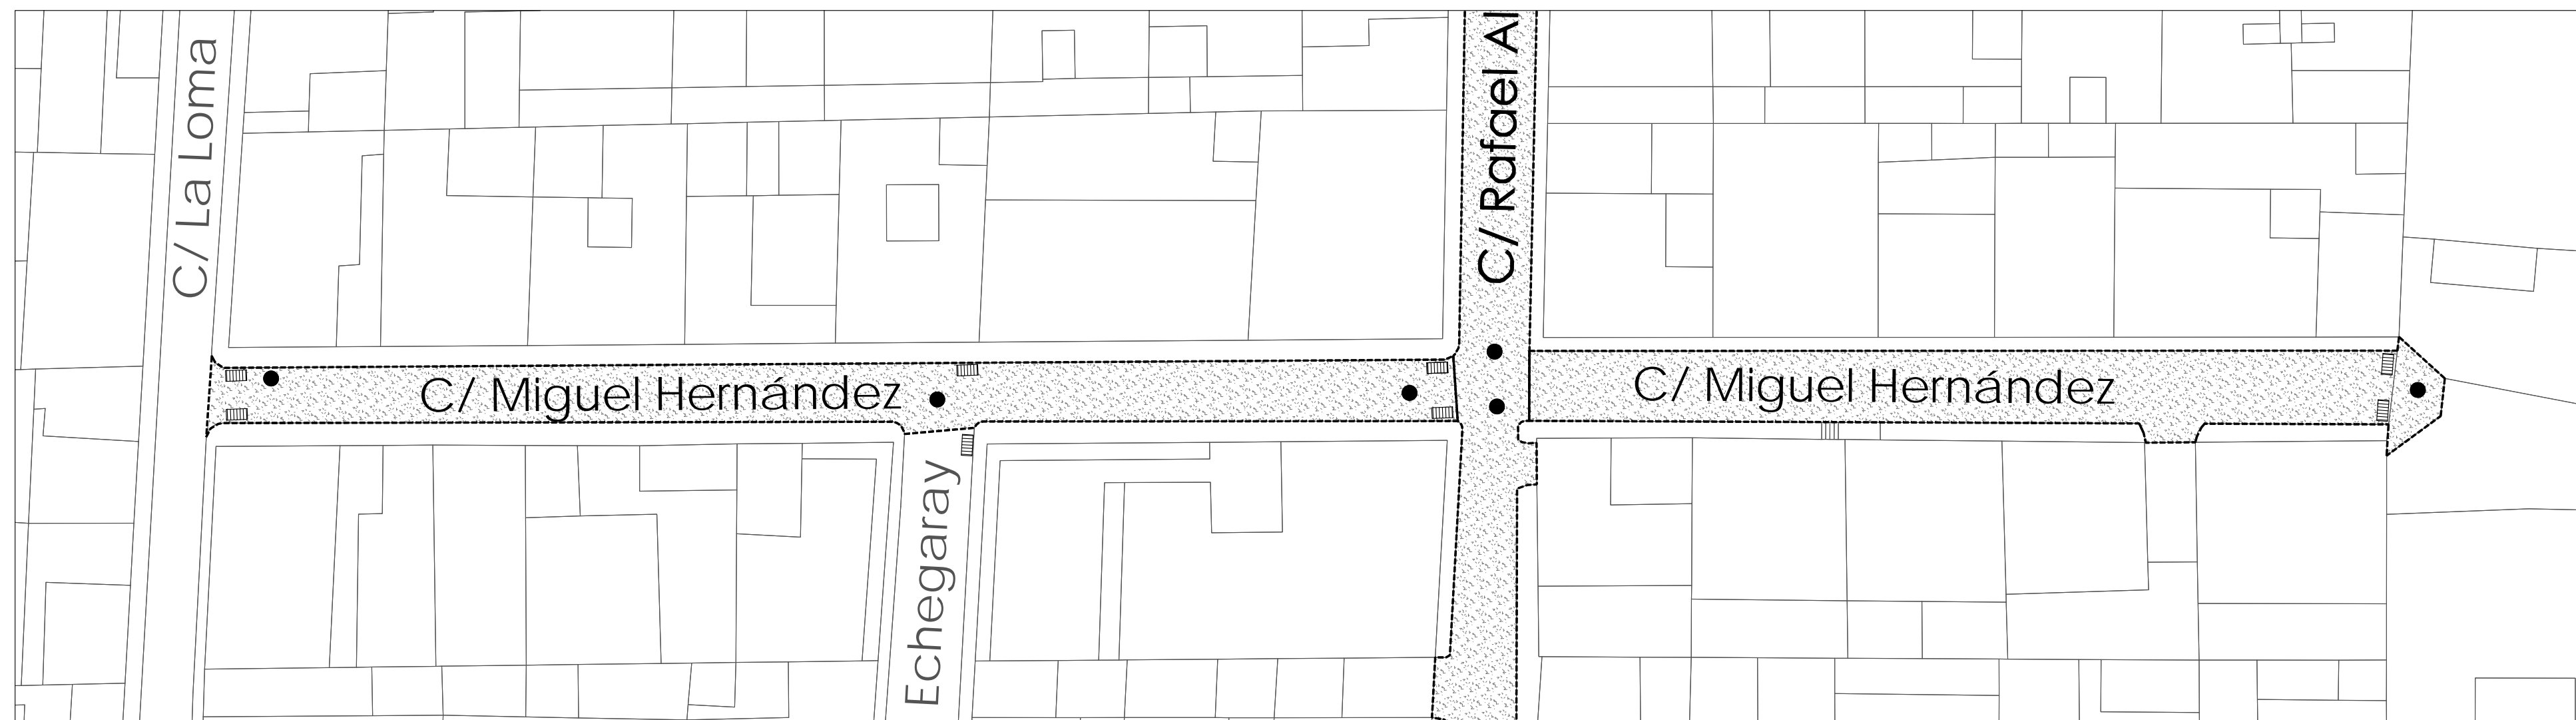 C/ La Loma
C/ Rafael Al
C/ Miguel Hernández
C/ Miguel Hernández
Echegaray